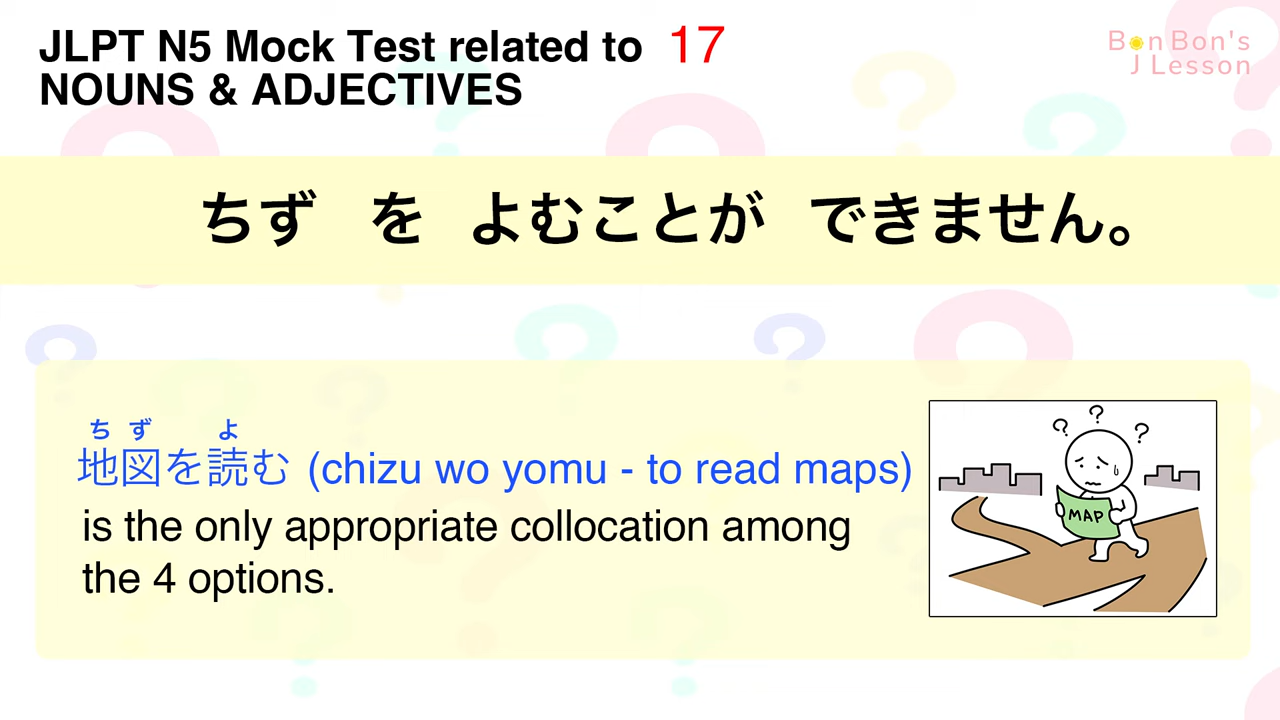 JLPT N5 Mock Test related to 17
NOUNS & ADJECTIVES
BonBon's
J Lesson
ちず を よむことが できません。
ち ず よ
地図を読む (chizu wo yomu - to read maps)
is the only appropriate collocation among
the 4 options.
? ? ?
MAP